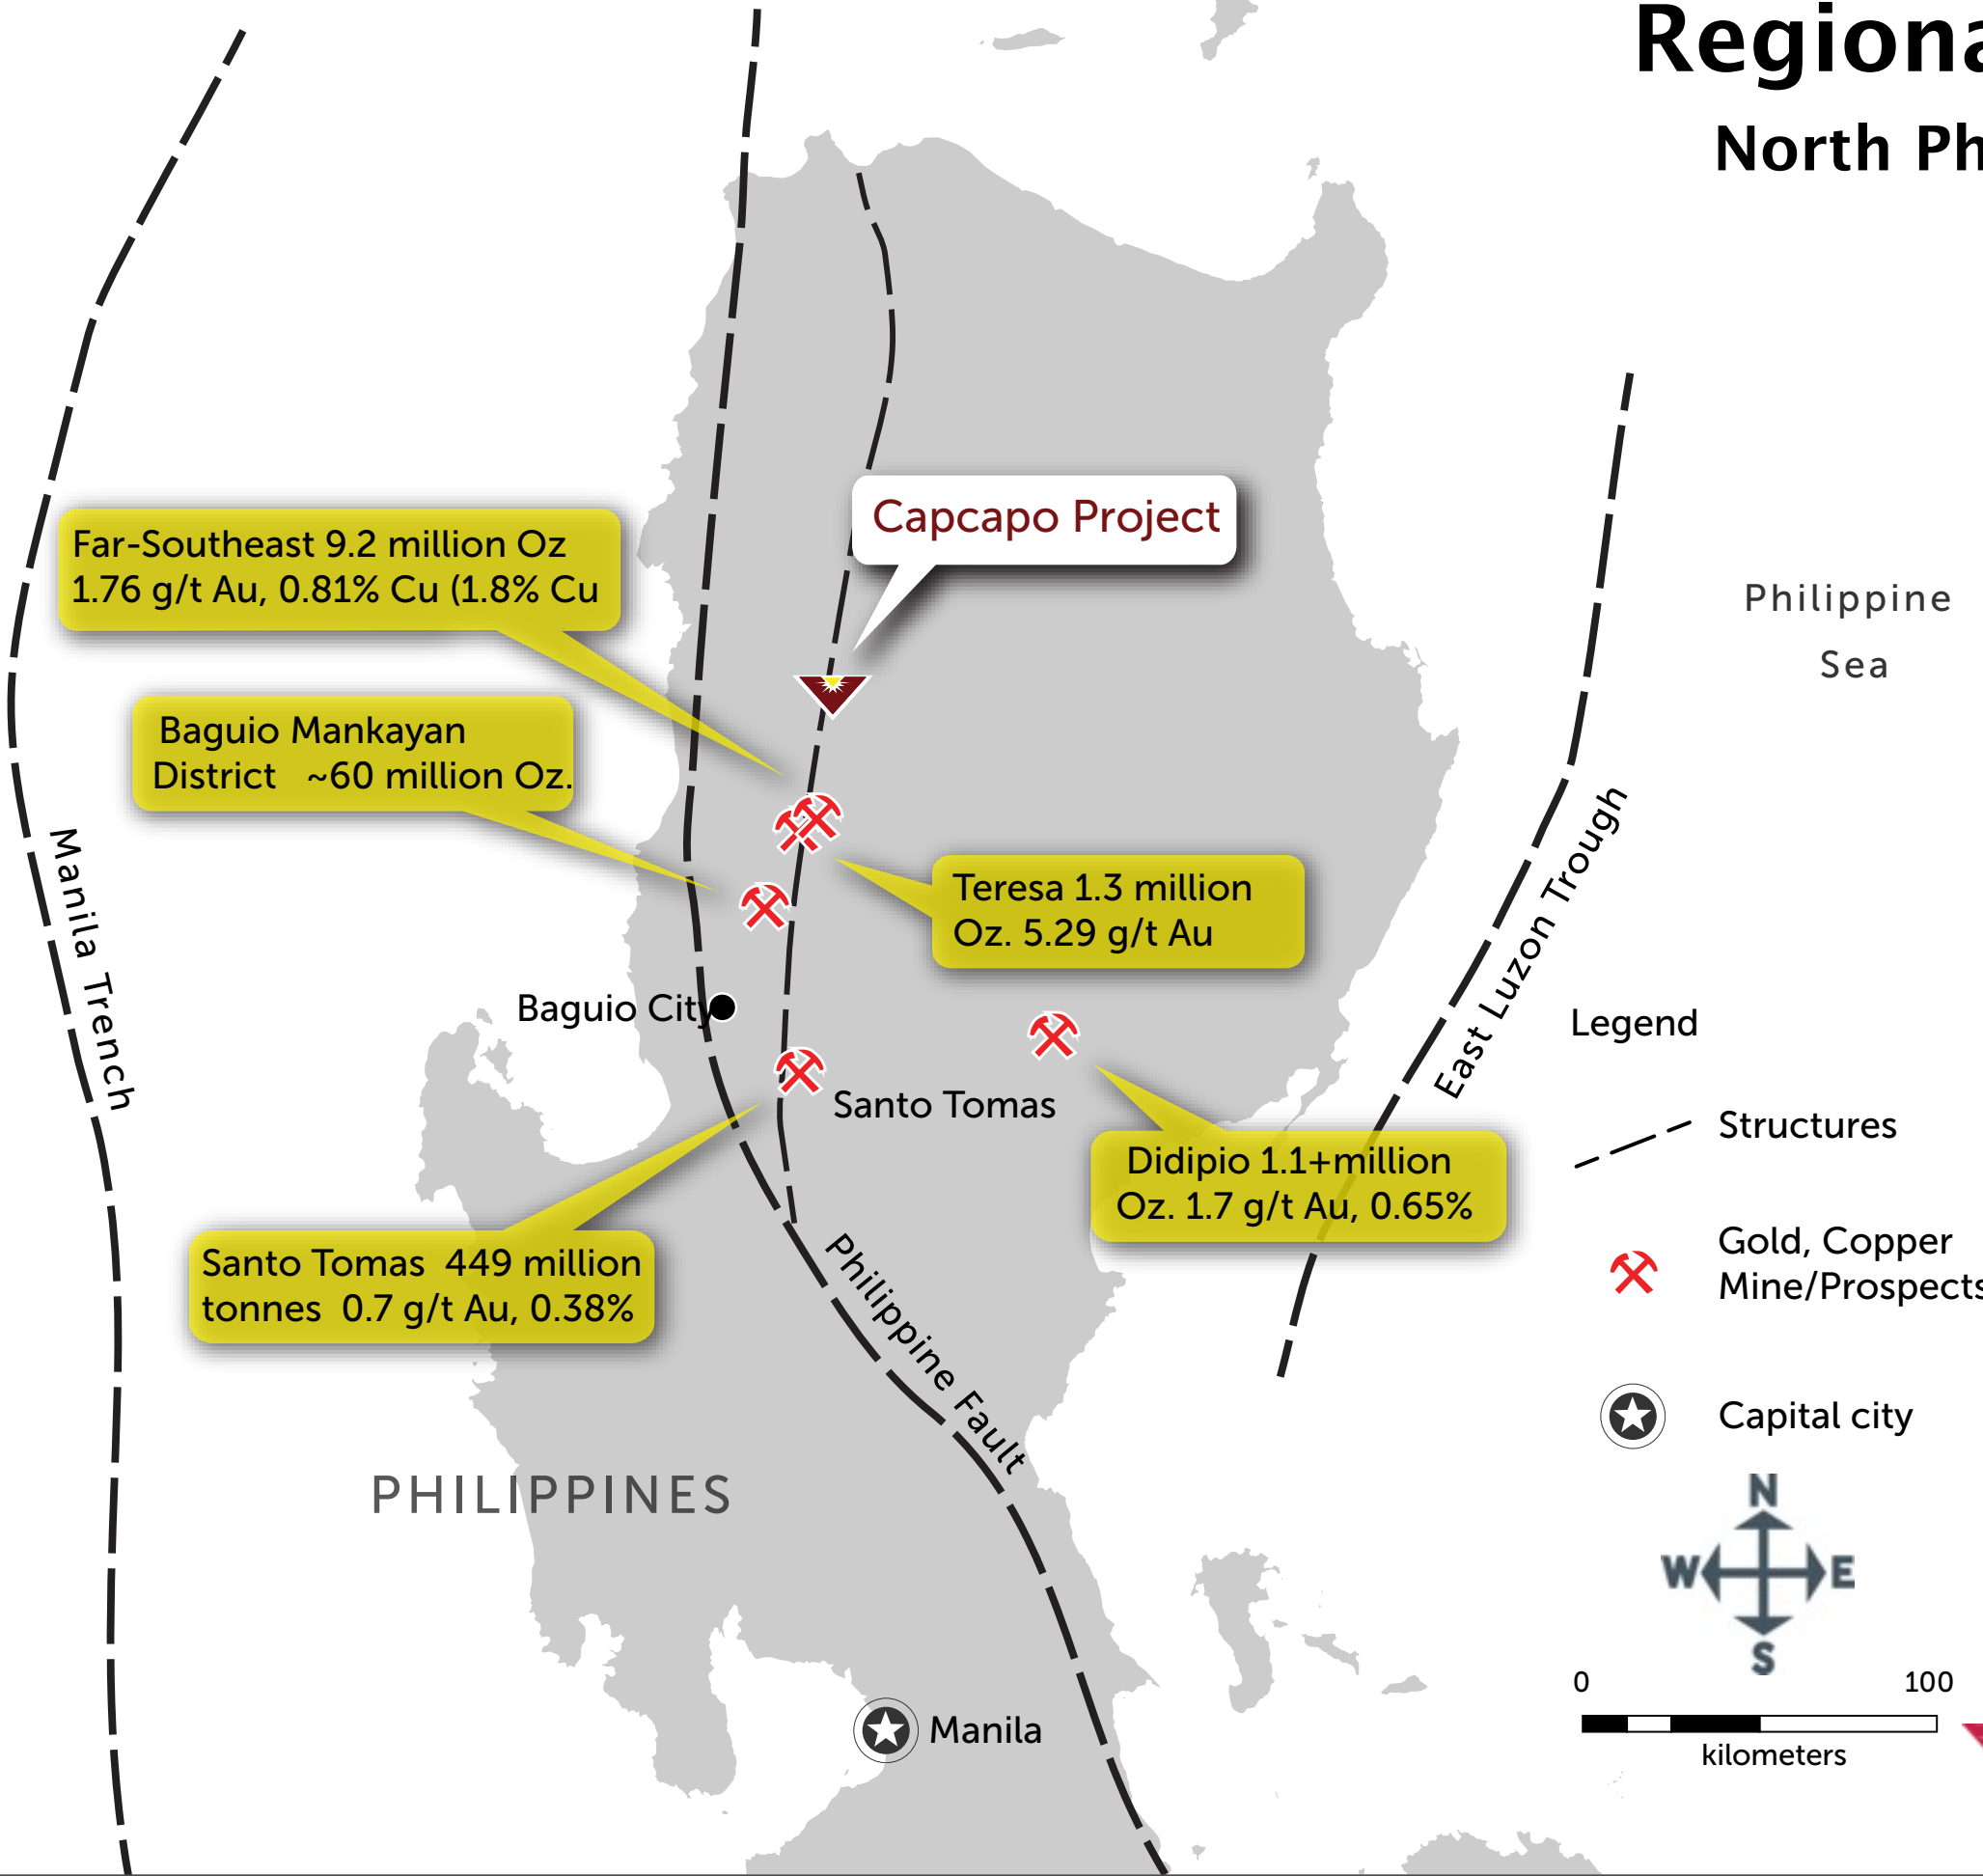 Regiona
North Ph
Capcapo Project
Far-Southeast 9.2 million Oz
1.76 g/t Au, 0.81% Cu (1.8% Cu
Philippine
Sea
Baguio Mankayan
District ~60 million Oz.
Manila Trench
East Luzon Trough
Teresa 1.3 million
Oz. 5.29 g/t Au
Baguio City
Santo Tomas
Legend
Structures
Gold, Copper
Mine/Prospects
Capital city
Didipio 1.1+million
Oz. 1.7 g/t Au, 0.65%
Santo Tomas 449 million
tonnes 0.7 g/t Au, 0.38%
Philippine Fault
PHILIPPINES
N
W E
S
0 100
kilometers
Manila